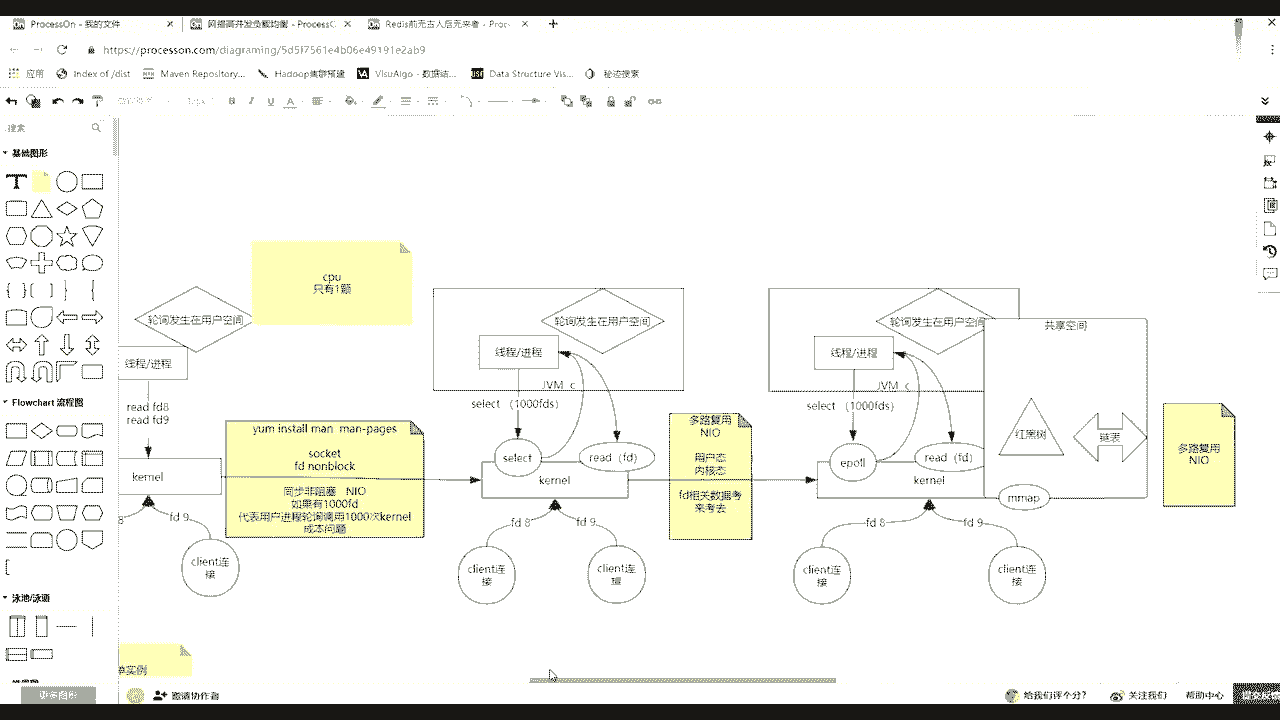 ProcessOn - 我的文件
网络高并发负载均衡 - ProcessC
Redis前无古人后无来者 - Proc
https://processon.com/diagraming/5d5f7561e4b06e49191e2ab9
应用
Index of /dist
Maven Repository...
Hadoop集群搭建
VisuAlgo - 数据结...
Data Structure Vis...
秘迹搜索
B I U A
搜索
基础图形
T
Flowchart 流程图
泳池/泳道
更多图形
邀请协作者
给我们评个分?
关注我们
帮助中心
cpu
只有1颗
轮询发生在用户空间
线程/进程
read fd8
read fd9
kernel
fd 9
client连
接
yum install man man-pages
socket
fd nonblock
同步非阻塞 NIO
如果有1000fd
代表用户进程轮询调用1000次kernel
成本问题
轮询发生在用户空间
线程/进程
JVM c
select （1000fds）
select
read（fd）
kernel
fd 8
fd 9
client连
接
client连
接
多路复用
NIO
用户态
内核态
fd相关数据考
来考去
轮询发生在用户空间
线程/进程
JVM c
select （1000fds）
epoll
read（fd）
kernel
fd 8
fd 9
client连
接
client连
接
共享空间
红黑树
链表
mmap
多路复用
NIO